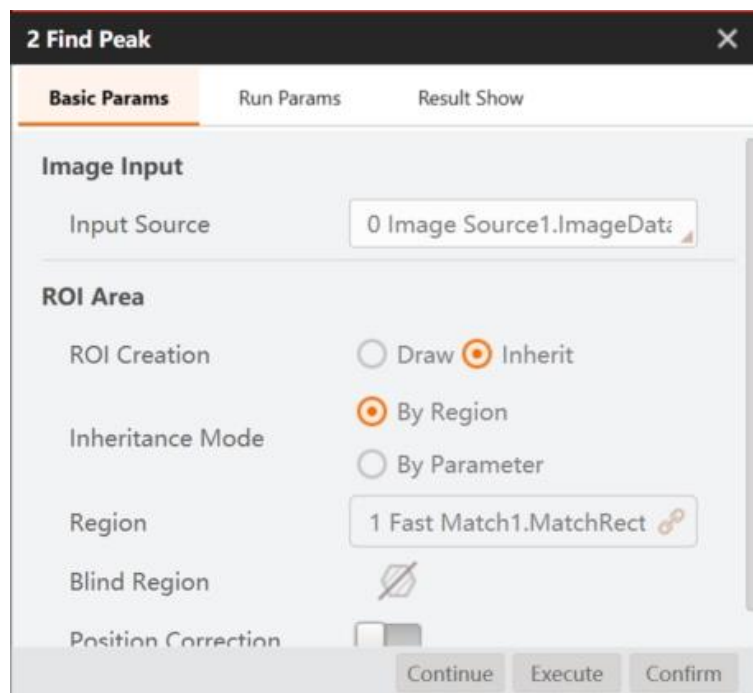 2 Find Peak
Basic Params Run Params Result Show
Image Input
Input Source 0 Image Source1.ImageData
ROI Area
ROI Creation Draw Inherit
Inheritance Mode By Region
By Parameter
Region 1 Fast Match1.MatchRect
Blind Region
Position Correction
Continue Execute Confirm